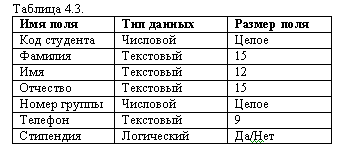 Таблица 4.3.
Имя поля Тип данных Размер поля
Код студента Числовой Целое
Фамилия Текстовый 15
Имя Текстовый 12
Отчество Текстовый 15
Номер группы Числовой Целое
Телефон Текстовый 9
Стипендия Логический Да/Нет